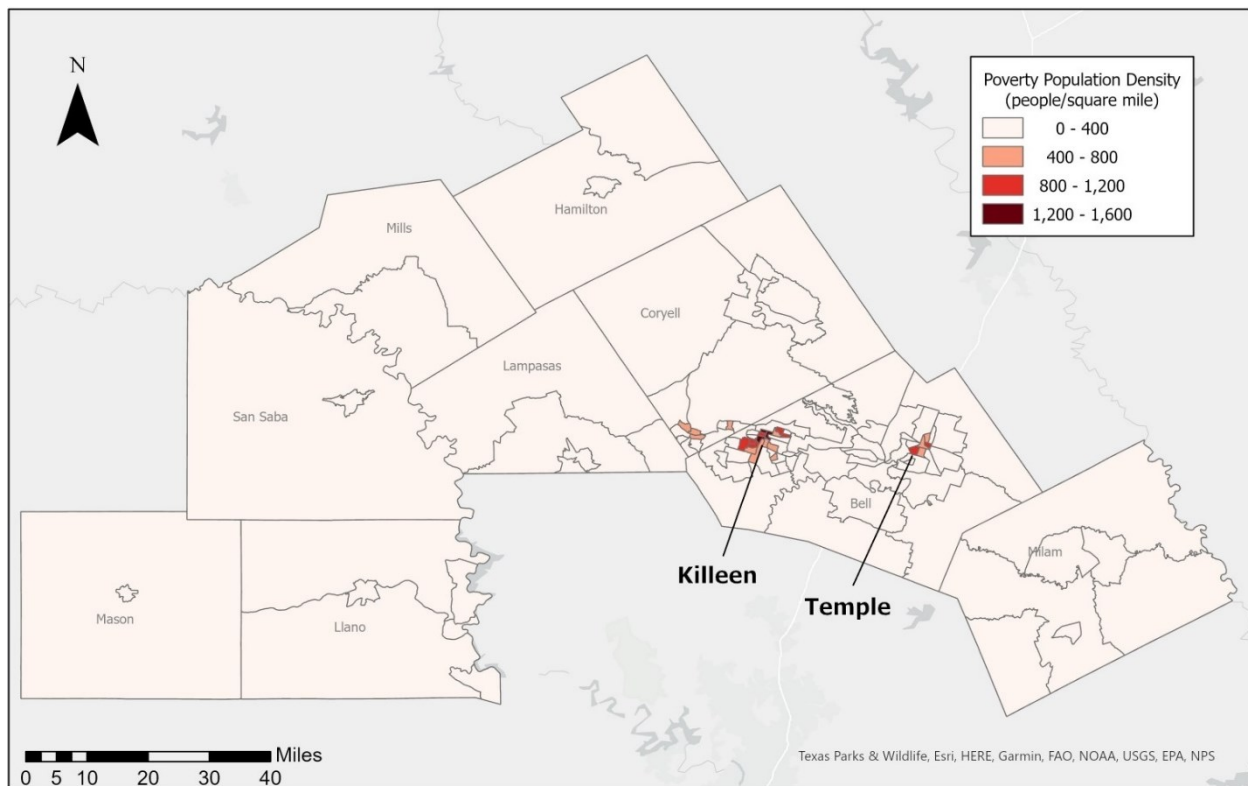 N
Poverty Population Density
(people/square mile)
0 - 400
400 - 800
800 - 1,200
1,200 - 1,600
Hamilton
Mills
Coryell
Lampasas
San Saba
Bell
Milam
Killeen
Temple
Mason
Llano
Miles
0 5 10 20 30 40
Texas Parks & Wildlife, Esri, HERE, Garmin, FAO, NOAA, USGS, EPA, NPS